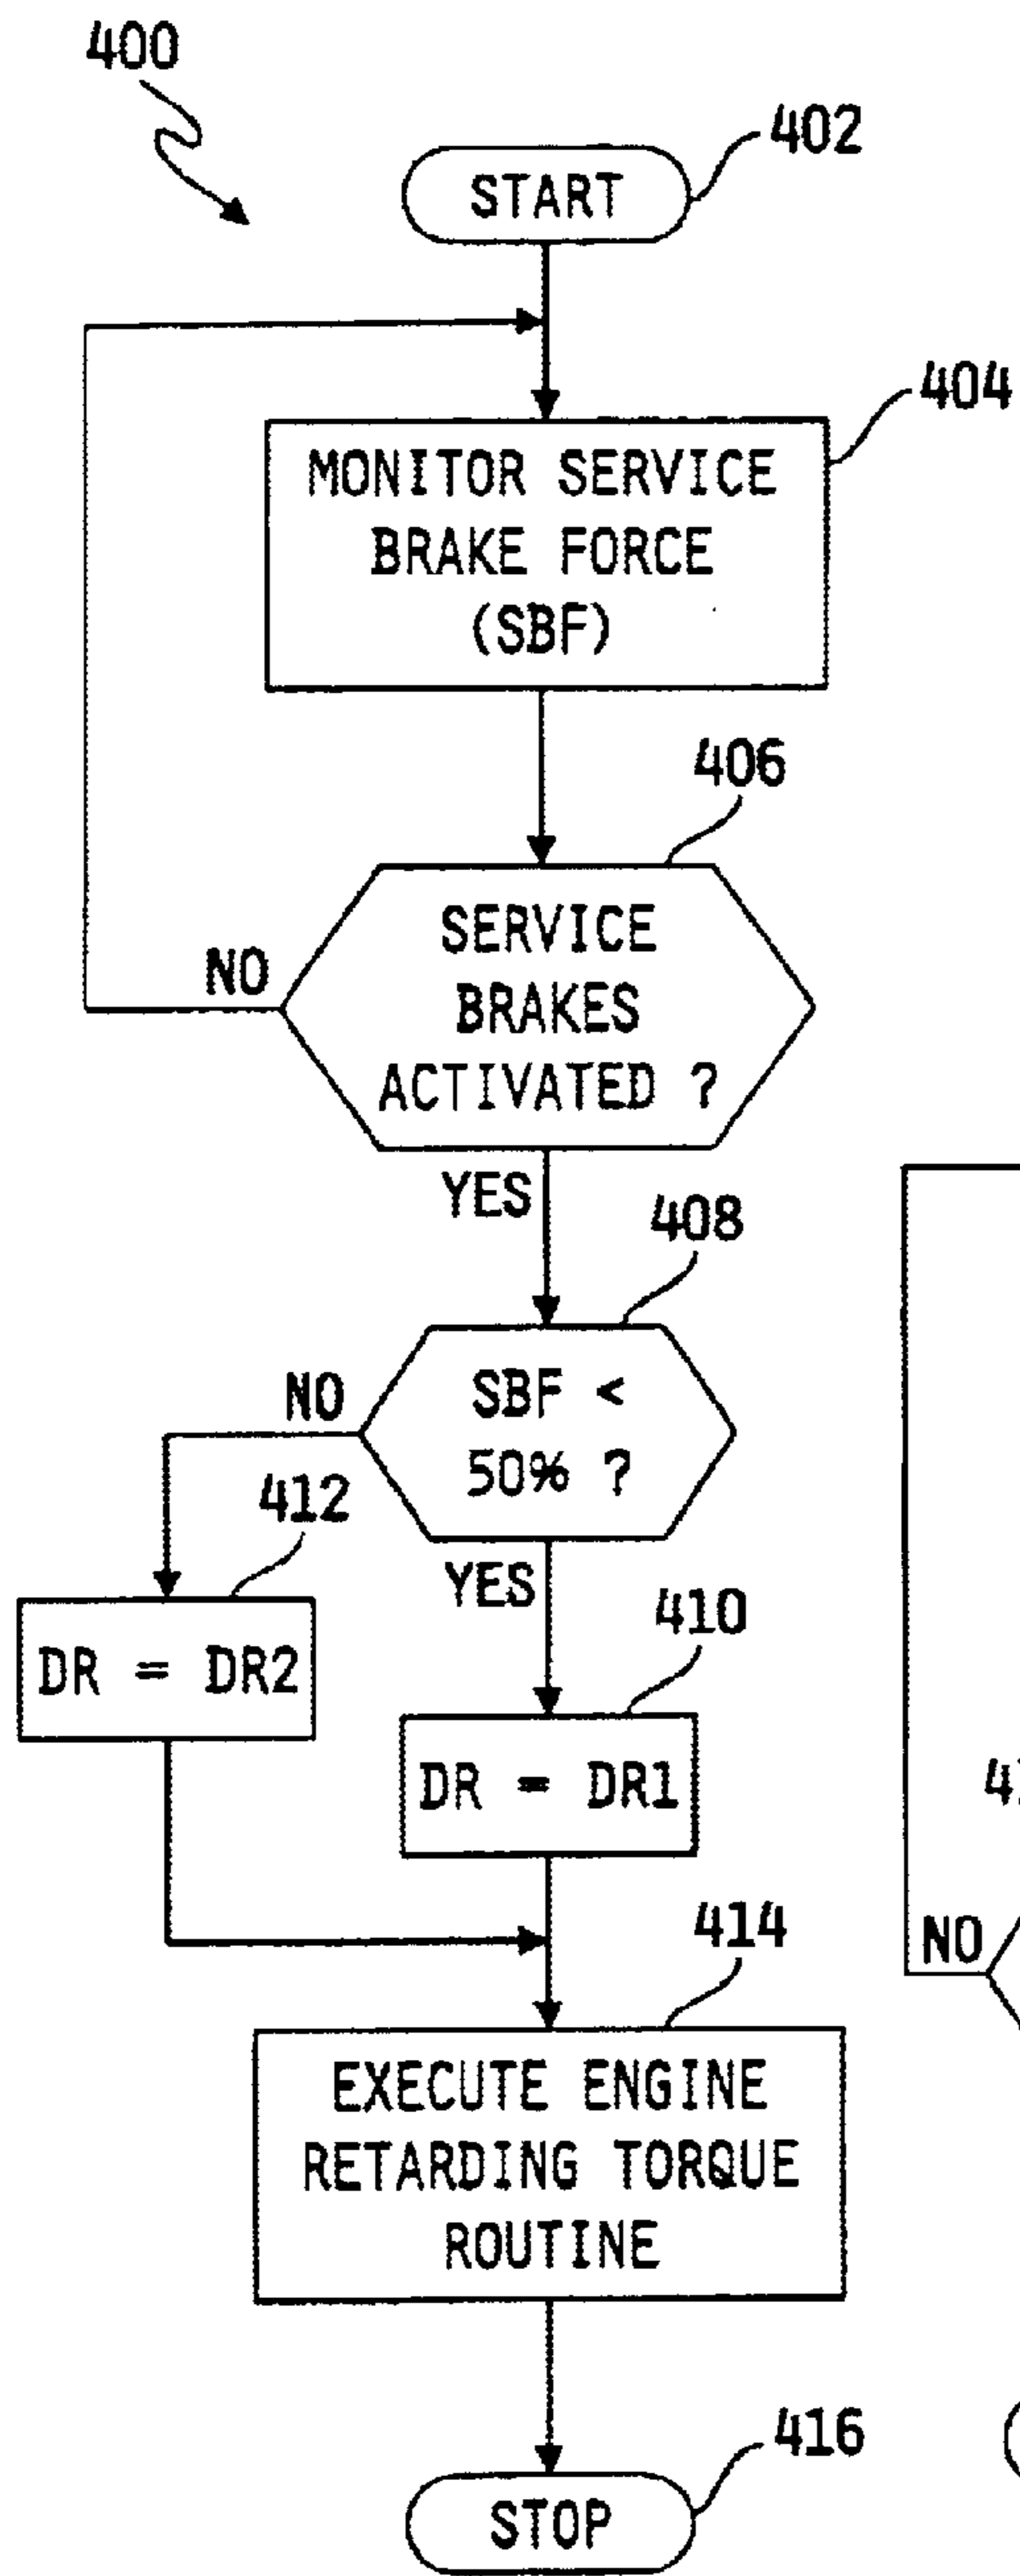 400
402
START
404
MONITOR SERVICE
BRAKE FORCE
(SBF)
406
SERVICE
BRAKES
ACTIVATED ?
NO
YES
408
SBF <
50% ?
NO
412
YES
410
DR = DR2
DR = DR1
414
NO
EXECUTE ENGINE
RETARDING TORQUE
ROUTINE
416
STOP